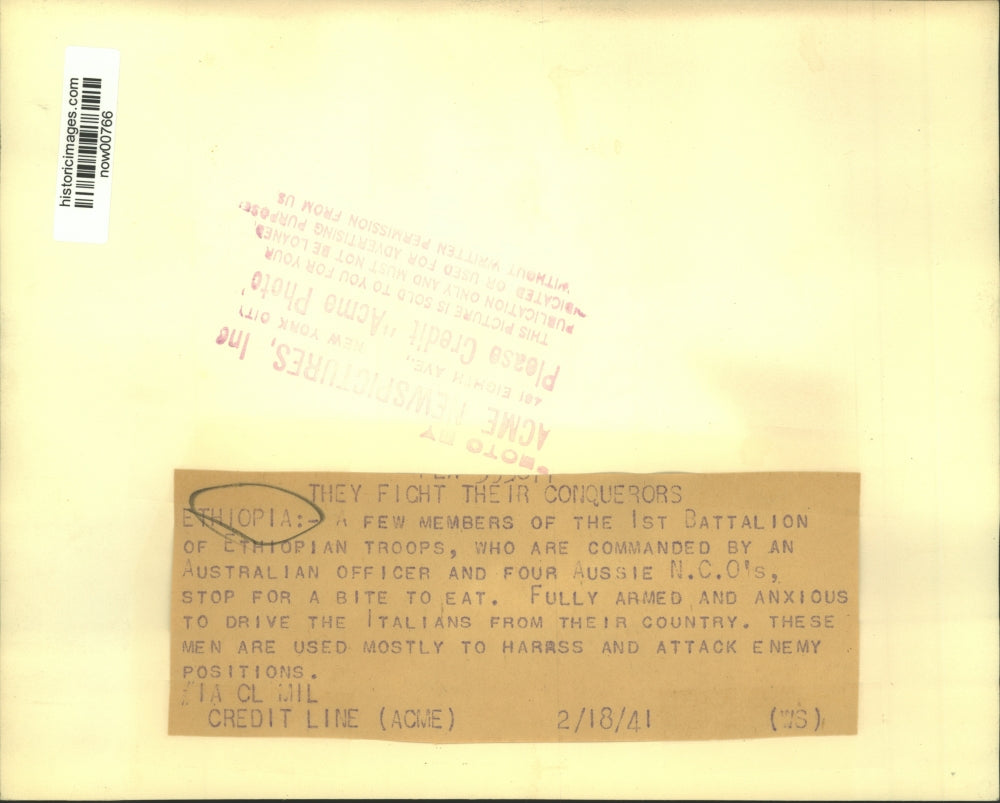 historicimages.com
now00766
PHOTO BY
ACME NEWSPICTURES, Inc
461 EIGHTH AVE., NEW YORK CITY
Please Credit "Acme Photo"
THIS PICTURE IS SOLD TO YOU FOR YOUR
PUBLICATION ONLY AND MUST NOT BE LOANED,
OR USED FOR ADVERTISING PURPOSES
WITHOUT WRITTEN PERMISSION FROM US
THEY FIGHT THEIR CONQUERORS
ETHIOPIA:- A FEW MEMBERS OF THE 1ST BATTALION
OF ETHIOPIAN TROOPS, WHO ARE COMMANDED BY AN
AUSTRALIAN OFFICER AND FOUR AUSSIE N.C.O's,
STOP FOR A BITE TO EAT. FULLY ARMED AND ANXIOUS
TO DRIVE THE ITALIANS FROM THEIR COUNTRY. THESE
MEN ARE USED MOSTLY TO HARRSS AND ATTACK ENEMY
POSITIONS.
CL MIL
CREDIT LINE (ACME) 2/18/41 (WS)